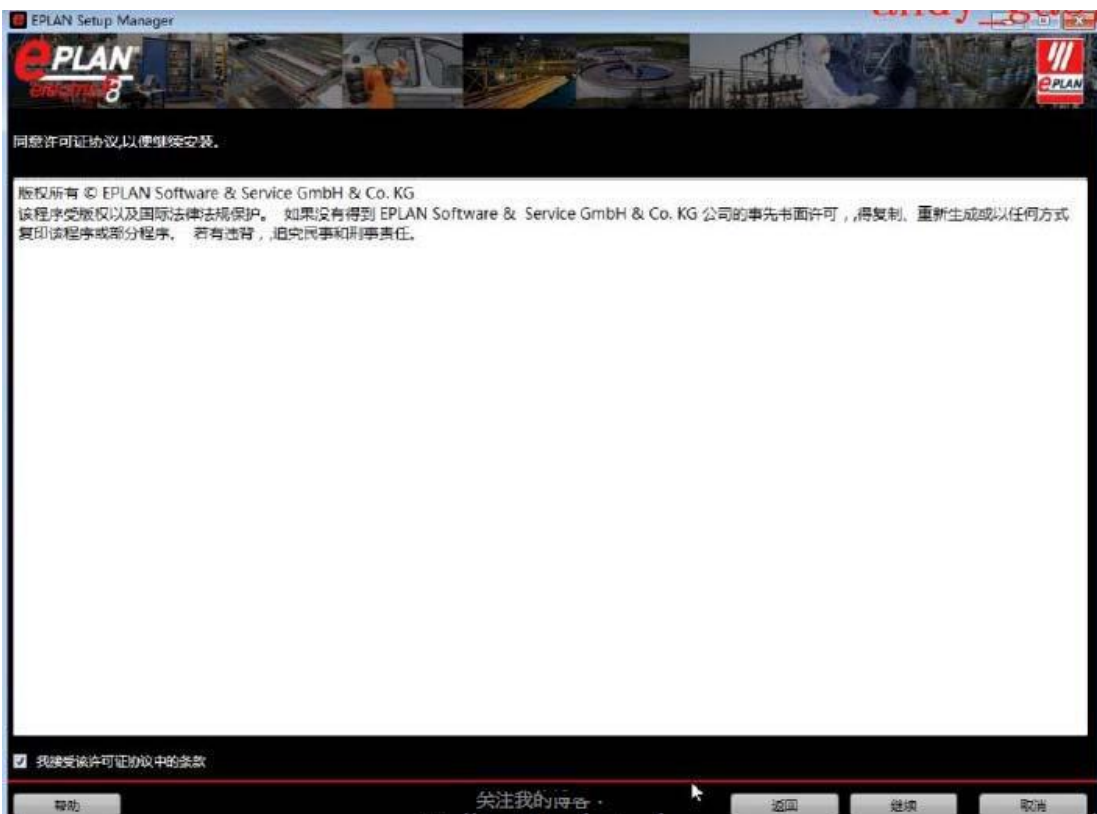 EPLAN Setup Manager
ePLAN
ePLAN
同意许可证协议,以便继续安装。
版权所有 © EPLAN Software & Service GmbH & Co. KG
该程序受版权以及国际法律法规保护。 如果没有得到 EPLAN Software & Service GmbH & Co. KG 公司的事先书面许可，,得复制、重新生成或以任何方式
复印该程序或部分程序。 若有违背，,追究民事和刑事责任。
我接受该许可证协议中的条款
关注我的博客
帮助
返回
继续
取消